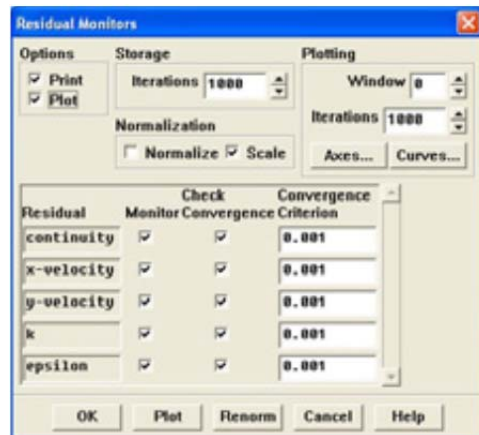 Residual Monitors
Options Storage Plotting
Print Iterations 1000 Window 0
Plot
Iterations 1000
Normalization
Normalize Scale Axes... Curves...
Check Convergence
Residual Monitor Convergence Criterion
continuity 0.001
x-velocity 0.001
y-velocity 0.001
k 0.001
epsilon 0.001
OK Plot Renorm Cancel Help